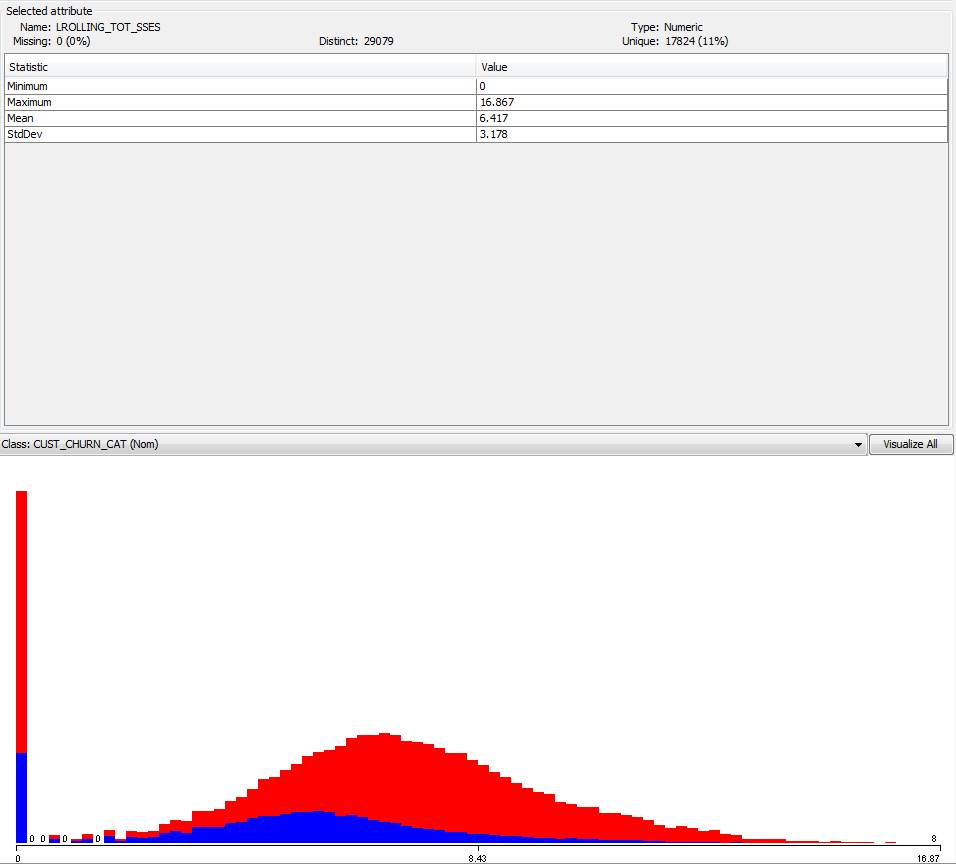 Selected attribute
Name: LROLLING_TOT_SSES Type: Numeric
Missing: 0 (0%) Distinct: 29079 Unique: 17824 (11%)
Statistic Value
Minimum 0
Maximum 16.867
Mean 6.417
StdDev 3.178
Class: CUST_CHURN_CAT (Nom) Visualize All
0 0 0 0 8
0 8.43 16.87